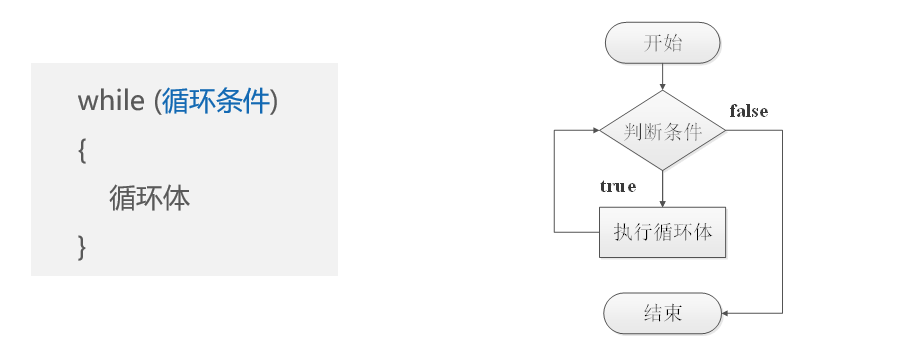 while (循环条件)
{
循环体
}
开始
判断条件
false
true
执行循环体
结束